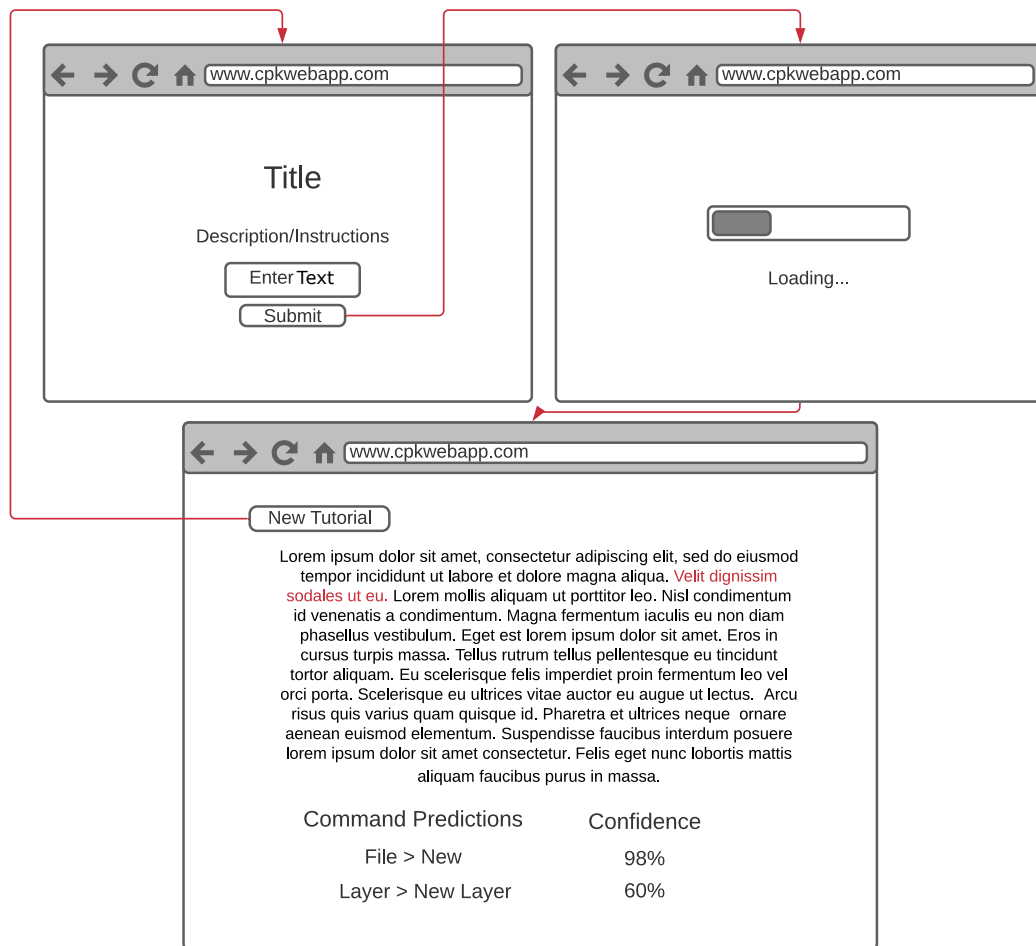 www.cpkwebapp.com
Title
Description/Instructions
Enter Text
Submit
www.cpkwebapp.com
Loading...
www.cpkwebapp.com
New Tutorial
Lorem ipsum dolor sit amet, consectetur adipiscing elit, sed do eiusmod
tempor incididunt ut labore et dolore magna aliqua. Velit dignissim
sodales ut eu. Lorem mollis aliquam ut porttitor leo. Nisl condimentum
id venenatis a condimentum. Magna fermentum iaculis eu non diam
phasellus vestibulum. Eget est lorem ipsum dolor sit amet. Eros in
cursus turpis massa. Tellus rutrum tellus pellentesque eu tincidunt
tortor aliquam. Eu scelerisque felis imperdiet proin fermentum leo vel
orci porta. Scelerisque eu ultrices vitae auctor eu augue ut lectus. Arcu
risus quis varius quam quisque id. Pharetra et ultrices neque ornare
aenean euismod elementum. Suspendisse faucibus interdum posuere
lorem ipsum dolor sit amet consectetur. Felis eget nunc lobortis mattis
aliquam faucibus purus in massa.
Command Predictions Confidence
File > New 98%
Layer > New Layer 60%